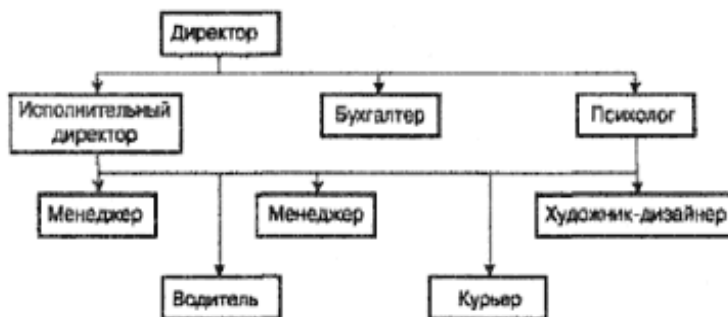 Директор
Исполнительный
директор
Бухгалтер
Психолог
Менеджер
Менеджер
Художник-дизайнер
Водитель
Курьер